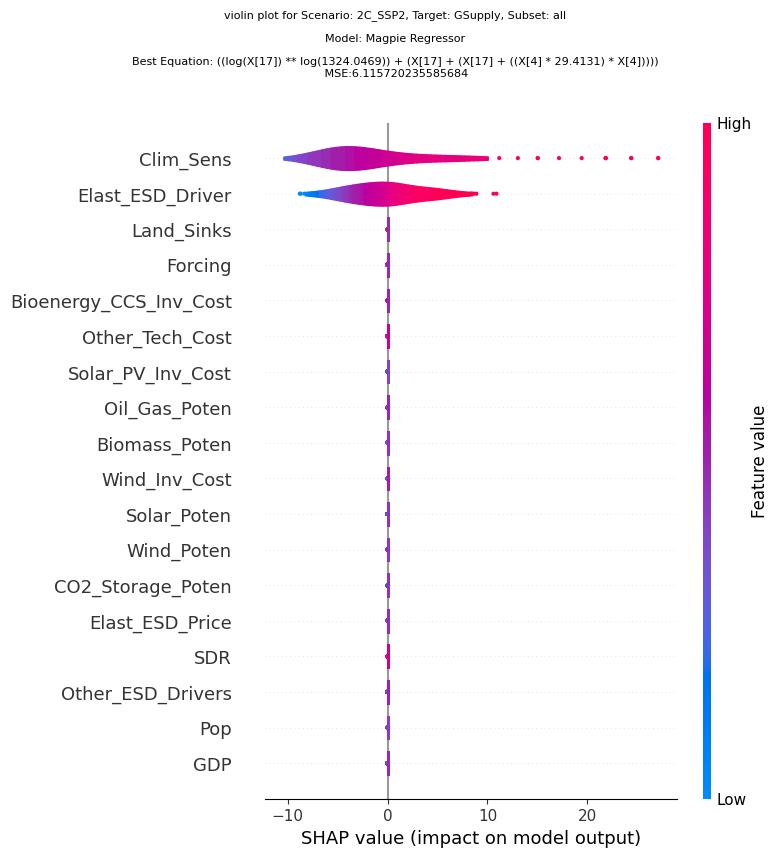 violin plot for Scenario: 2C_SSP2, Target: GSupply, Subset: all
Model: Magpie Regressor
Best Equation: ((log(X[17]) ** log(1324.0469)) + (X[17] + (X[17] + ((X[4] * 29.4131) * X[4]))))
MSE:6.115720235585684
High
Clim_Sens
Elast_ESD_Driver
Land_Sinks
Forcing
Bioenergy_CCS_Inv_Cost
Other_Tech_Cost
Solar_PV_Inv_Cost
Oil_Gas_Poten
Biomass_Poten
Wind_Inv_Cost
Solar_Poten
Wind_Poten
CO2_Storage_Poten
Elast_ESD_Price
SDR
Other_ESD_Drivers
Pop
GDP
Feature value
Low
−10 0 10 20
SHAP value (impact on model output)